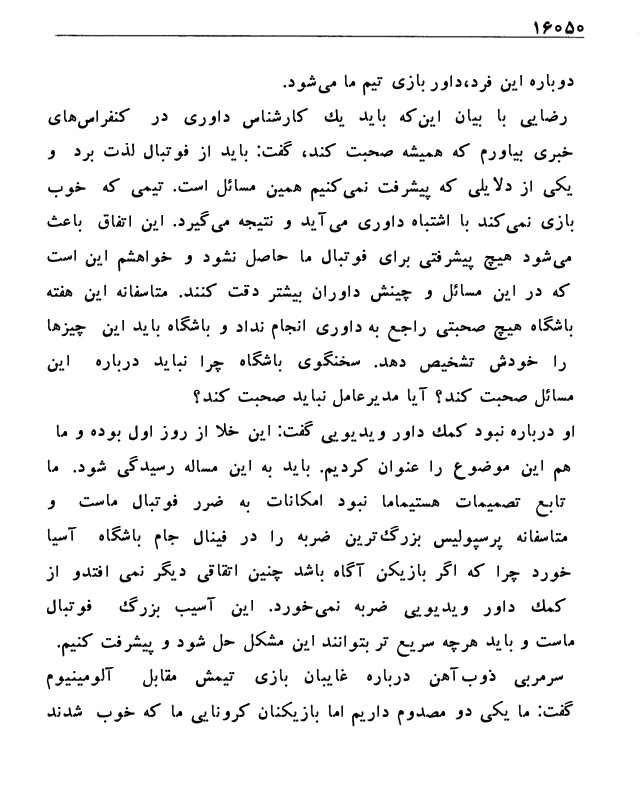 ۱۶۰۵۰
دوباره این فرد،داور بازی تیم ما می‌شود.
رضایی با بیان این‌که باید یك کارشناس داوری در کنفراس‌های
خبری بیاورم که همیشه صحبت کند، گفت: باید از فوتبال لذت برد و
یکی از دلایلی که پیشرفت نمی‌کنیم همین مسائل است. تیمی که خوب
بازی نمی‌کند با اشتباه داوری می‌آید و نتیجه می‌گیرد. این اتفاق باعث
می‌شود هیچ پیشرفتی برای فوتبال ما حاصل نشود و خواهشم این است
که در این مسائل و چینش داوران بیشتر دقت کنند. متاسفانه این هفته
باشگاه هیچ صحبتی راجع به داوری انجام نداد و باشگاه باید این چیزها
را خودش تشخیص دهد. سخنگوی باشگاه چرا نباید درباره این
مسائل صحبت کند؟ آیا مدیرعامل نباید صحبت کند؟
او درباره نبود کمك داور ویدیویی گفت: این خلا از روز اول بوده و ما
هم این موضوع را عنوان کردیم. باید به این مساله رسیدگی شود. ما
تابع تصمیمات هستیماما نبود امکانات به ضرر فوتبال ماست و
متاسفانه پرسپولیس بزرگ‌ترین ضربه را در فینال جام باشگاه آسیا
خورد چرا که اگر بازیکن آگاه باشد چنین اتقاقی دیگر نمی افتدو از
کمك داور ویدیویی ضربه نمی‌خورد. این آسیب بزرگ فوتبال
ماست و باید هرچه سریع تر بتوانند این مشکل حل شود و پیشرفت کنیم.
سرمربی ذوب‌آهن درباره غایبان بازی تیمش مقابل آلومینیوم
گفت: ما یکی دو مصدوم داریم اما بازیکنان کرونایی ما که خوب شدند